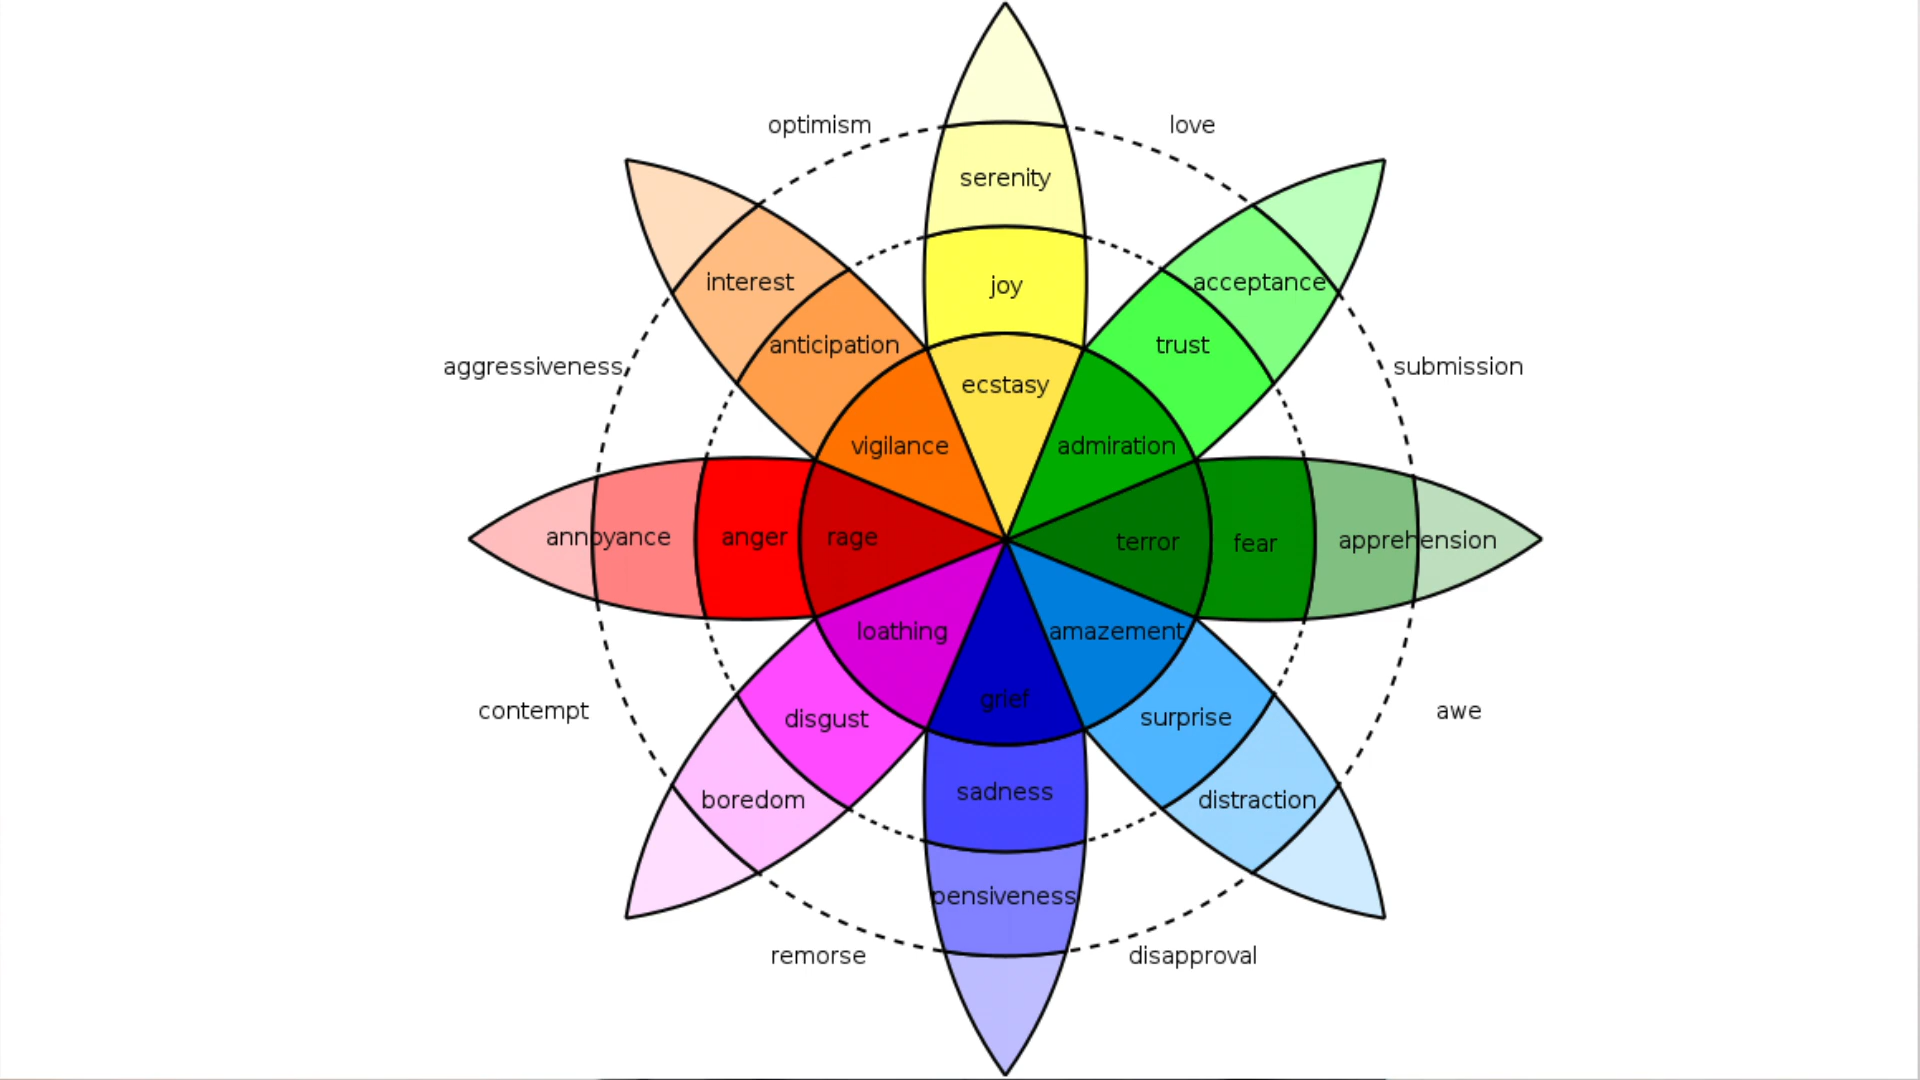 optimism
love
serenity
interest
joy
acceptance
anticipation
trust
aggressiveness
submission
ecstasy
vigilance
admiration
annoyance
anger
rage
terror
fear
apprehension
loathing
amazement
grief
contempt
awe
disgust
surprise
sadness
boredom
distraction
pensiveness
remorse
disapproval